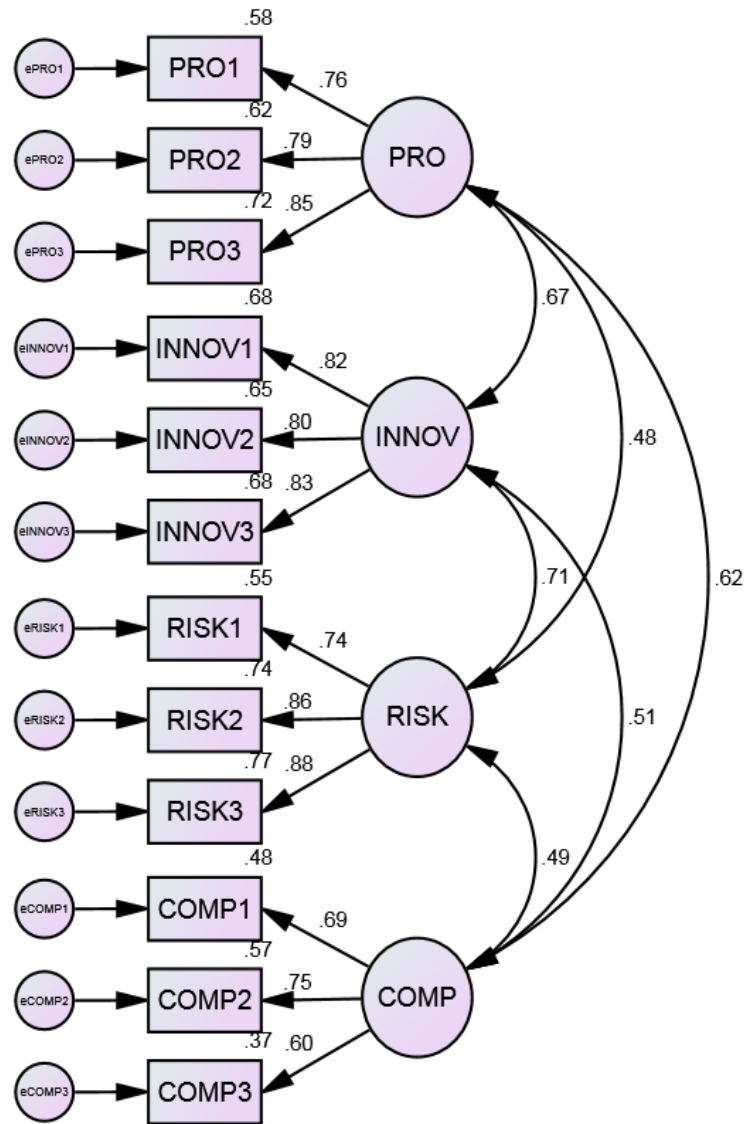 .58
ePRO1
PRO1
.76
.62
ePRO2
PRO2
.79
PRO
.72
.85
ePRO3
PRO3
.68
.67
eINNOV1
INNOV1
.82
.65
eINNOV2
INNOV2
.80
INNOV
.48
.68
.83
eINNOV3
INNOV3
.55
.71
.62
eRISK1
RISK1
.74
.74
eRISK2
RISK2
.86
RISK
.51
.77
.88
eRISK3
RISK3
.48
.49
eCOMP1
COMP1
.69
.57
eCOMP2
COMP2
.75
COMP
.37
.60
eCOMP3
COMP3